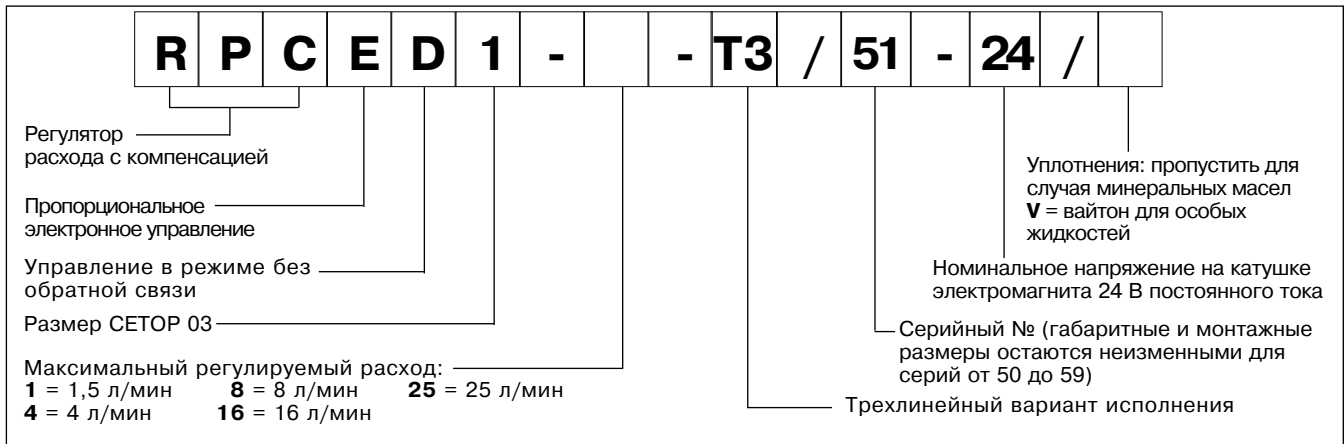 R P C E D 1 - - T3 / 51 - 24 /
Регулятор
расхода с компенсацией
Пропорциональное
электронное управление
Управление в режиме без
обратной связи
Размер CETOP 03
Максимальный регулируемый расход:
1 = 1,5 л/мин 8 = 8 л/мин 25 = 25 л/мин
4 = 4 л/мин 16 = 16 л/мин
Уплотнения: пропустить для
случая минеральных масел
V = вайтон для особых
жидкостей
Номинальное напряжение на катушке
электромагнита 24 В постоянного тока
Серийный № (габаритные и монтажные
размеры остаются неизменными для
серий от 50 до 59)
Трехлинейный вариант исполнения